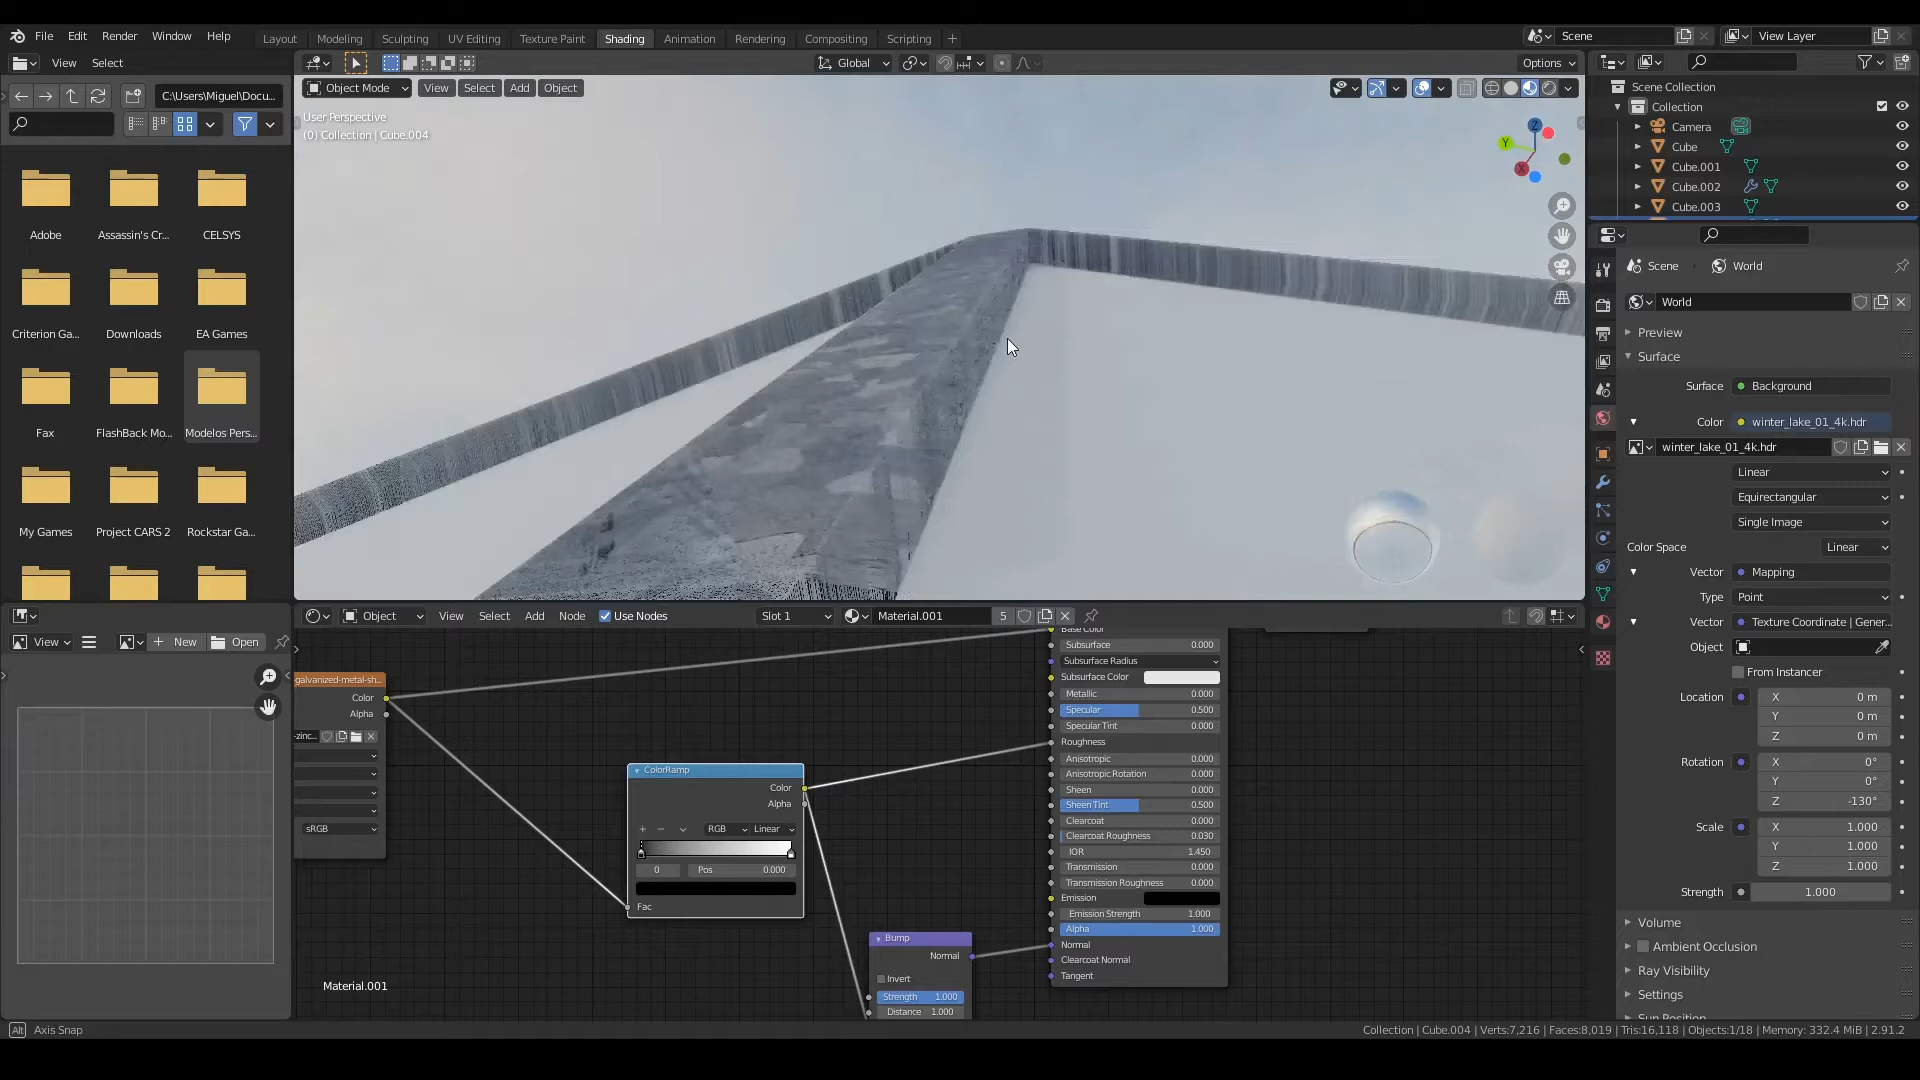 File Edit Render Window Help
Layout Modeling Sculpting UV Editing Texture Paint Shading Animation Rendering Compositing Scripting +
Scene View Layer
View Select
Global Options
C:\Users\Miguel\Docu...
Object Mode View Select Add Object
User Perspective
(0) Collection | Cube.004
Z
Y
X
Adobe Assassin's Cr... CELSYS
Criterion Ga... Downloads EA Games
Fax FlashBack Mo... Modelos Pers...
My Games Project CARS 2 Rockstar Ga...
Scene Collection
Collection
Camera
Cube
Cube.001
Cube.002
Cube.003
Scene World
World
Preview
Surface
Surface Background
Color winter_lake_01_4k.hdr
winter_lake_01_4k.hdr
Linear
Equirectangular
Single Image
Color Space Linear
Vector Mapping
Type Point
Vector Texture Coordinate | Gener...
Object
From Instancer
Location X 0 m
Y 0 m
Z 0 m
Rotation X 0°
Y 0°
Z -130°
Scale X 1.000
Y 1.000
Z 1.000
Strength 1.000
Volume
Ambient Occlusion
Ray Visibility
Settings
Sun Position
View New Open
Object View Select Add Node Use Nodes Slot 1 Material.001 5
galvanized-metal-sh...
Color
Alpha
-zinc...
sRGB
ColorRamp
Color
Alpha
RGB Linear
0 Pos 0.000
Fac
Bump
Normal
Invert
Strength 1.000
Distance 1.000
Base Color
Subsurface 0.000
Subsurface Radius
Subsurface Color
Metallic 0.000
Specular 0.500
Specular Tint 0.000
Roughness
Anisotropic 0.000
Anisotropic Rotation 0.000
Sheen 0.000
Sheen Tint 0.500
Clearcoat 0.000
Clearcoat Roughness 0.030
IOR 1.450
Transmission 0.000
Transmission Roughness 0.000
Emission
Emission Strength 1.000
Alpha 1.000
Normal
Clearcoat Normal
Tangent
Material.001
Alt Axis Snap
Collection | Cube.004 | Verts:7,216 | Faces:8,019 | Tris:16,118 | Objects:1/18 | Memory: 332.4 MiB | 2.91.2